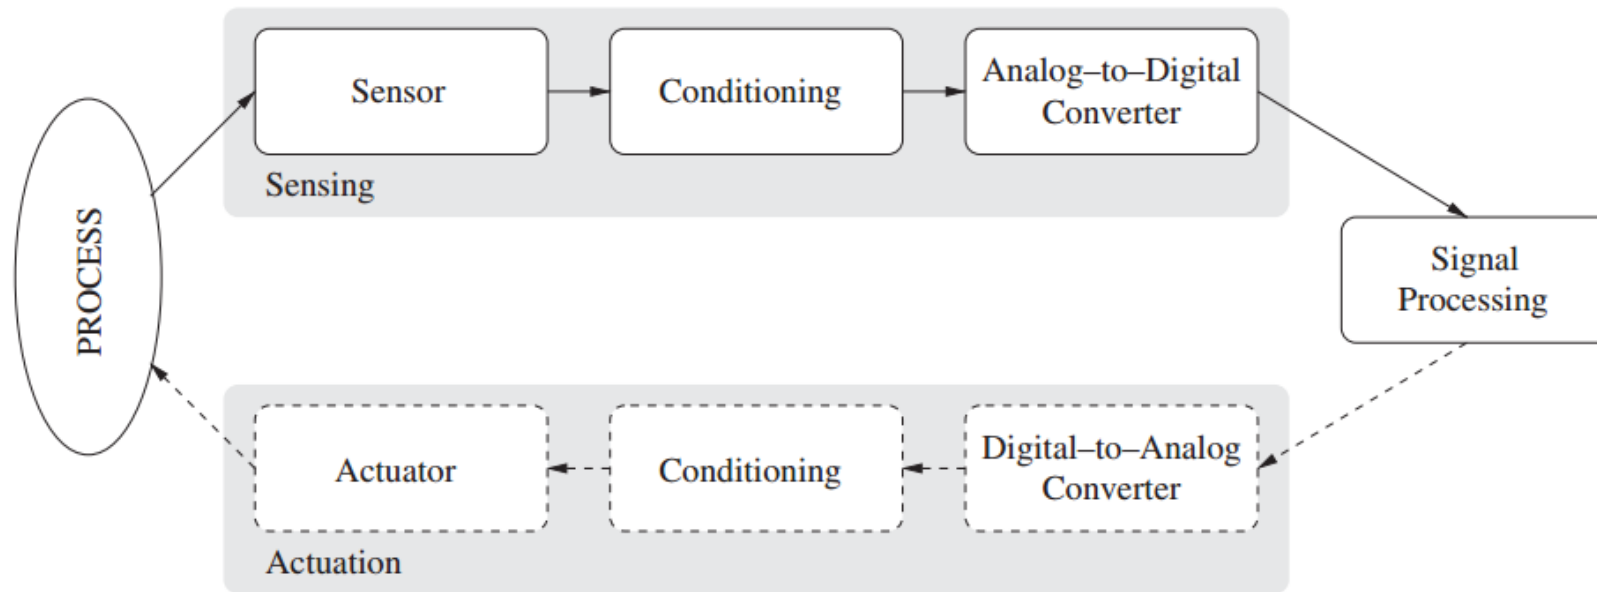 Sensor
Conditioning
Analog–to–Digital
Converter
Sensing
PROCESS
Signal
Processing
Actuator
Conditioning
Digital–to–Analog
Converter
Actuation